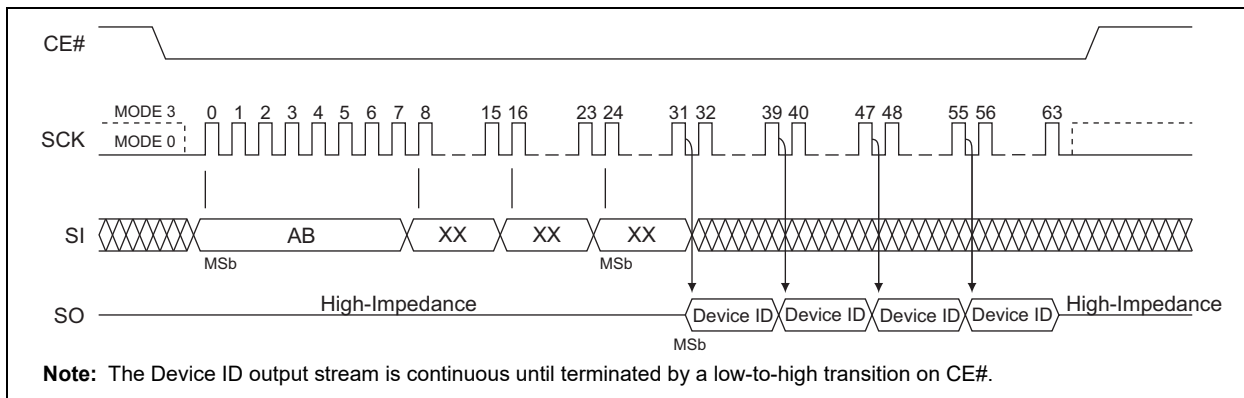 CE#
MODE 3
0 1 2 3 4 5 6 7 8 15 16 23 24 31 32 39 40 47 48 55 56 63
SCK
MODE 0
SI
AB XX XX XX
MSb MSb
High-Impedance
High-Impedance
SO
Device ID Device ID Device ID Device ID
MSb
Note: The Device ID output stream is continuous until terminated by a low-to-high transition on CE#.